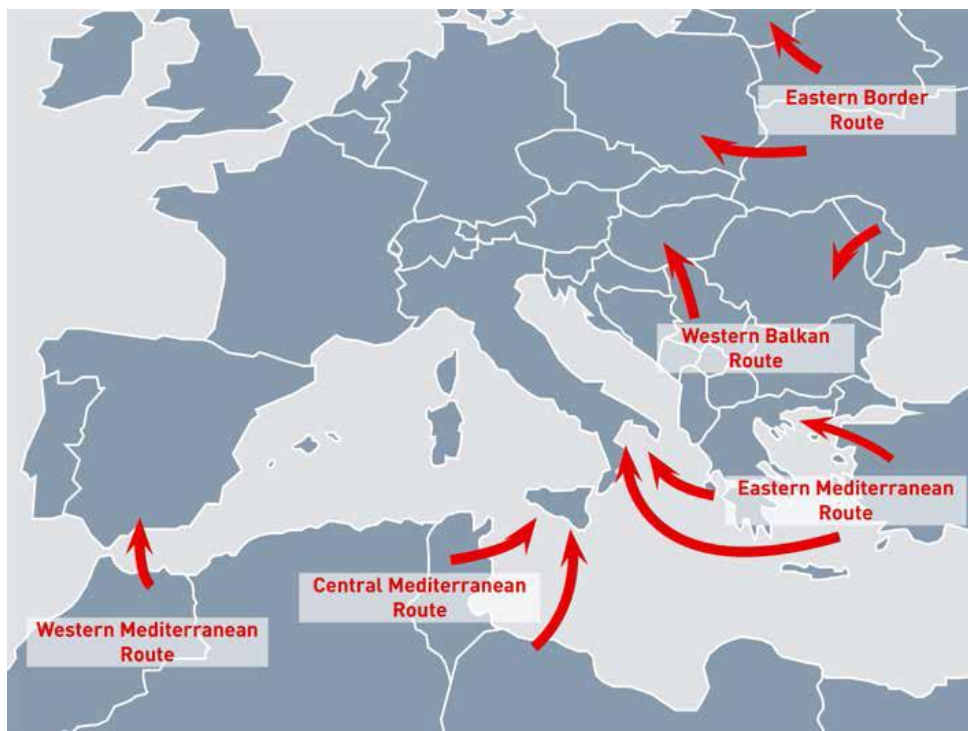 Eastern Border
Route
Western Balkan
Route
Eastern Mediterranean
Route
Central Mediterranean
Route
Western Mediterranean
Route